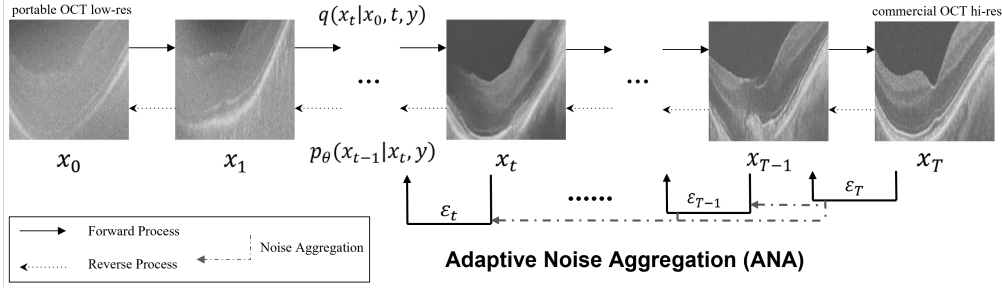 portable OCT low-res
q(x_t|x_0, t, y)
commercial OCT hi-res
...
...
x_0
x_1
p_θ(x_{t−1}|x_t, y)
x_t
x_{T−1}
x_T
ε_t
......
ε_{T−1}
ε_T
Forward Process
Noise Aggregation
Reverse Process
Adaptive Noise Aggregation (ANA)